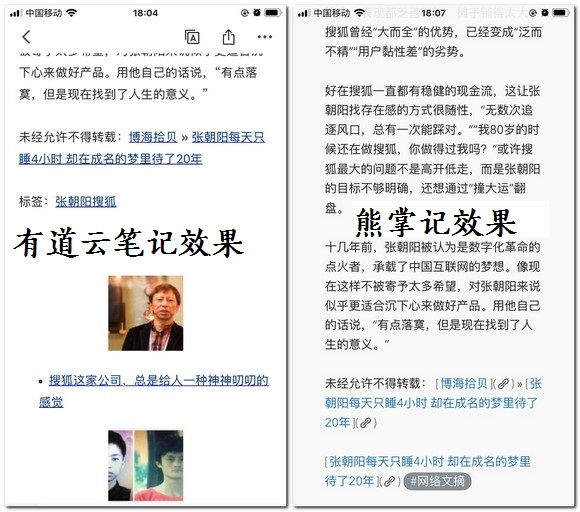 中国移动 18:04
下心来做好产品。用他自己的话说，“有点落
寞，但是现在找到了人生的意义。”
未经允许不得转载：博海拾贝 » 张朝阳每天只
睡4小时 却在成名的梦里待了20年
标签：张朝阳搜狐
有道云笔记效果
• 搜狐这家公司，总是给人一种神神叨叨的
感觉
中国移动 18:07
搜狐曾经“大而全”的优势，已经变成“泛而
不精”“用户黏性差”的劣势。
好在搜狐一直都有稳健的现金流，这让张
朝阳找存在感的方式很随性，“无数次追
逐风口，总有一次能踩对。”“我80岁的时
候还在做搜狐，你做得过我吗？”或许搜
狐最大的问题不是高开低走，而是张朝阳
的目标不够明确，还想通过“撞大运”翻
盘。
熊掌记效果
十几年前，张朝阳被认为是数字化革命的
点火者，承载了中国互联网的梦想。像现
在这样不被寄予太多希望，对张朝阳来说
似乎更适合沉下心来做好产品。用他自己
的话说，“有点落寞，但是现在找到了人
生的意义。“
未经允许不得转载： [博海拾贝]() » [张
朝阳每天只睡4小时 却在成名的梦里待了
20年]()
[张朝阳每天只睡4小时 却在成名的梦里
待了20年]() #网络文摘